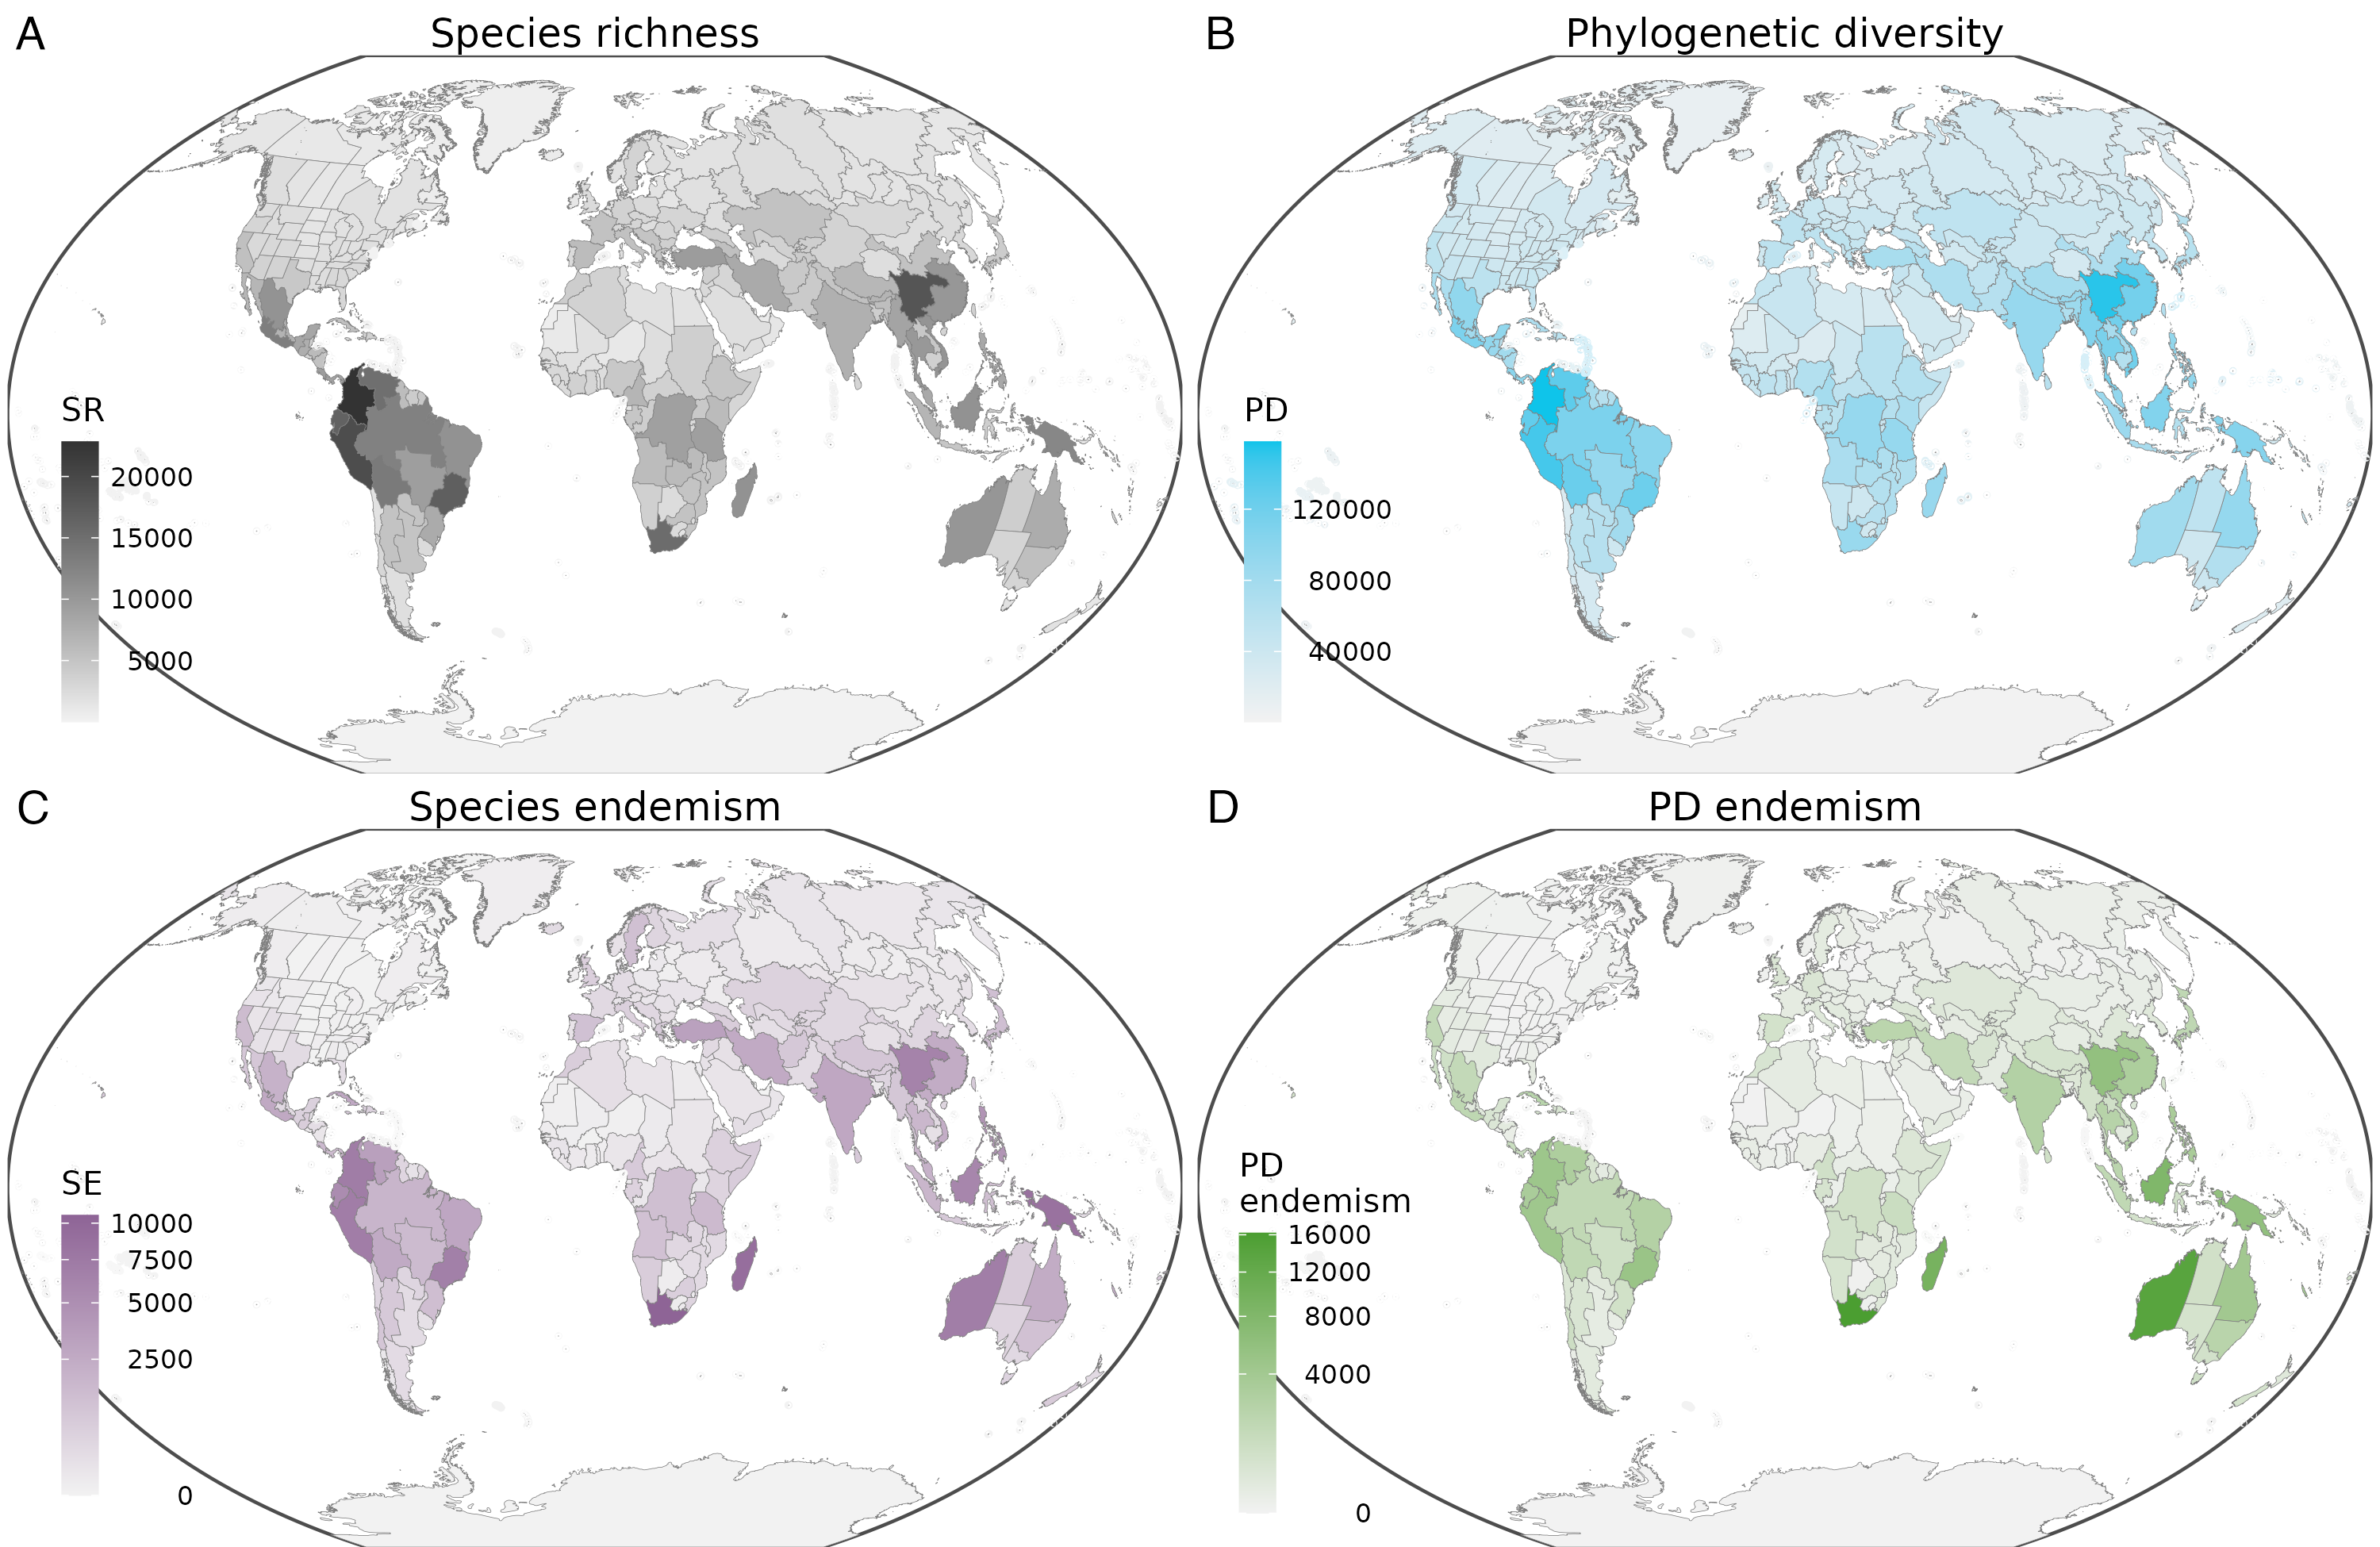 A
Species richness
SR
20000
15000
10000
5000
B
Phylogenetic diversity
PD
120000
80000
40000
C
Species endemism
SE
10000
7500
5000
2500
0
D
PD endemism
PD
endemism
16000
12000
8000
4000
0